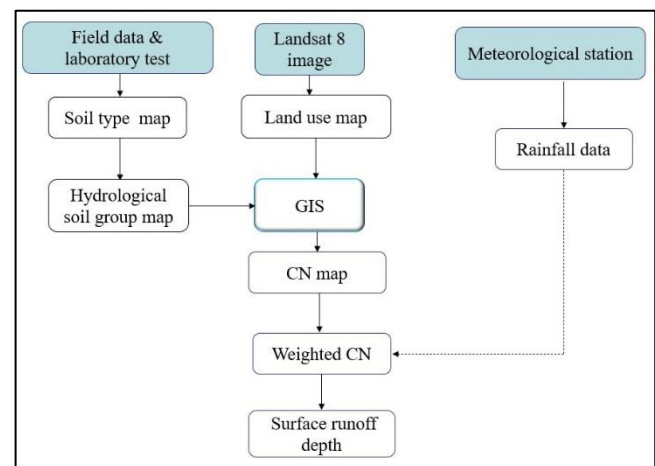 Field data &
laboratory test
Landsat 8
image
Meteorological station
Soil type map
Land use map
Rainfall data
Hydrological
soil group map
GIS
CN map
Weighted CN
Surface runoff
depth